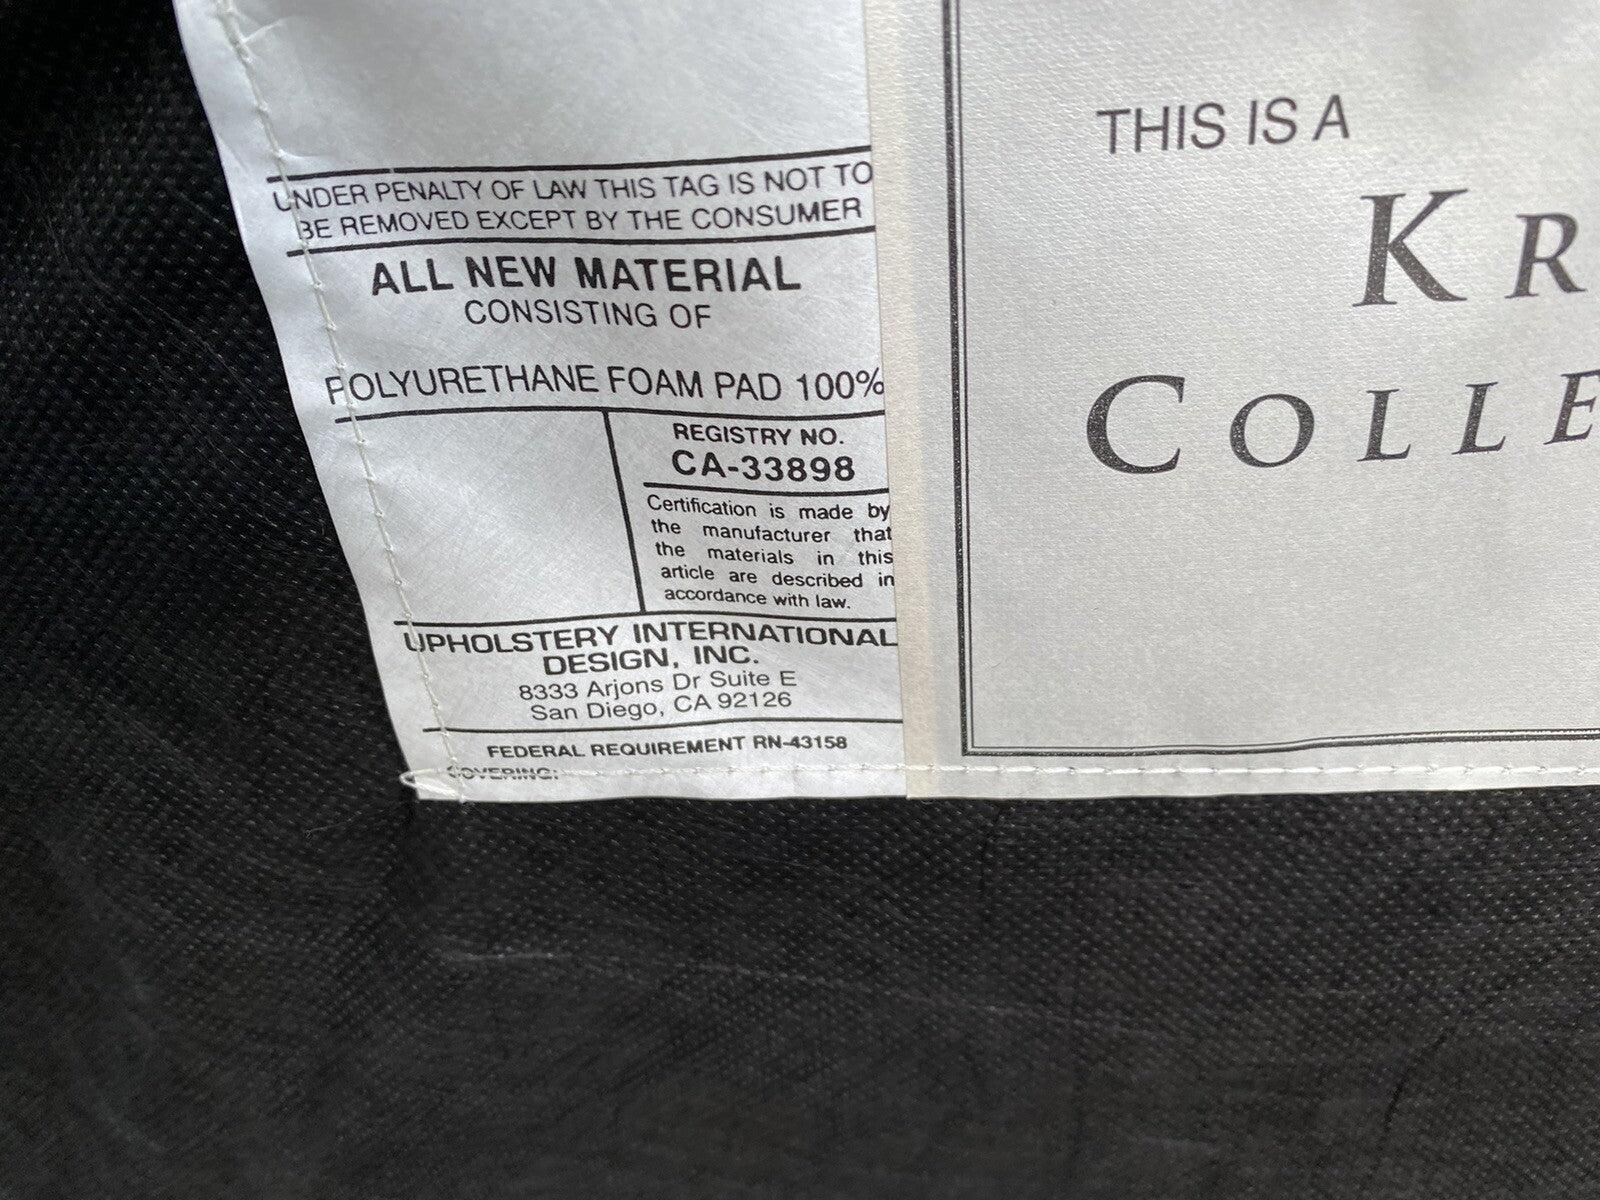 UNDER PENALTY OF LAW THIS TAG IS NOT TO
BE REMOVED EXCEPT BY THE CONSUMER
ALL NEW MATERIAL
CONSISTING OF
POLYURETHANE FOAM PAD 100%
REGISTRY NO.
CA-33898
Certification is made by
the manufacturer that
the materials in this
article are described in
accordance with law.
UPHOLSTERY INTERNATIONAL
DESIGN, INC.
8333 Arjons Dr Suite E
San Diego, CA 92126
FEDERAL REQUIREMENT RN-43158
COVERING:
THIS IS A
KR
COLLE